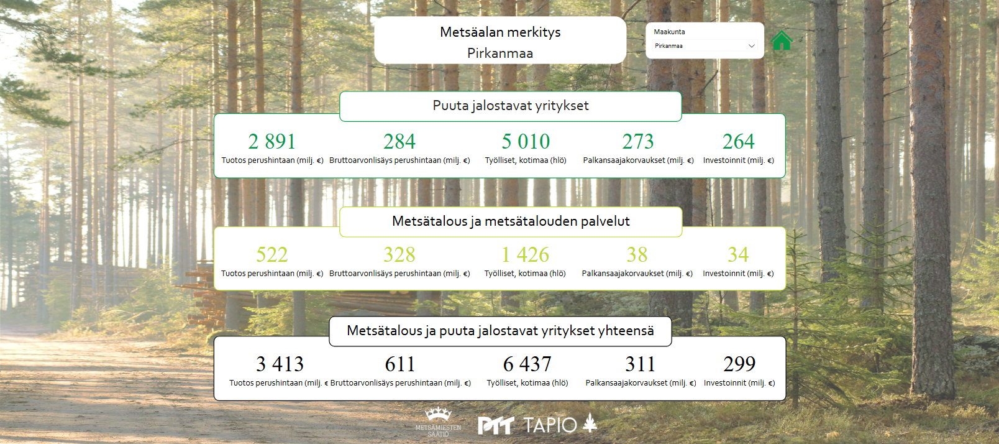 Metsäalan merkitys
Pirkanmaa
Maakunta
Pirkanmaa
Puuta jalostavat yritykset
2 891
284
5 010
273
264
Tuotos perushintaan (milj. €)
Bruttoarvonlisäys perushintaan (milj. €)
Työlliset, kotimaa (hlö)
Palkansaajakorvaukset (milj. €)
Investoinnit (milj. €)
Metsätalous ja metsätalouden palvelut
522
328
1 426
38
34
Tuotos perushintaan (milj. €)
Bruttoarvonlisäys perushintaan (milj. €)
Työlliset, kotimaa (hlö)
Palkansaajakorvaukset (milj. €)
Investoinnit (milj. €)
Metsätalous ja puuta jalostavat yritykset yhteensä
3 413
611
6 437
311
299
Tuotos perushintaan (milj. €
Bruttoarvonlisäys perushintaan (milj. €)
Työlliset, kotimaa (hlö)
Palkansaajakorvaukset (milj. €)
Investoinnit (milj. €)
METSÄMIESTEN
SÄÄTIÖ
PTT
TAPIO